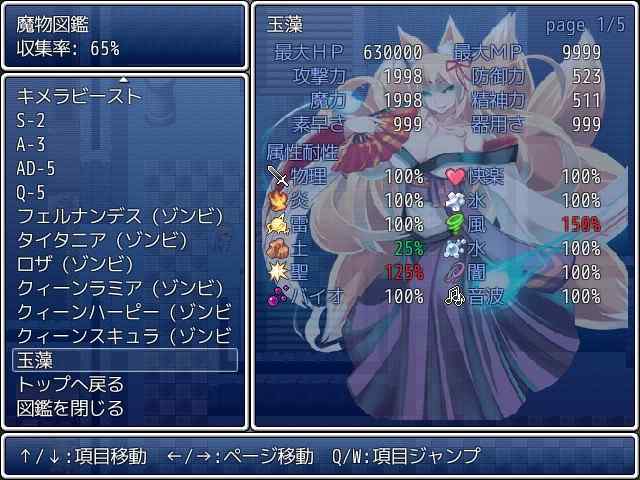 魔物図鑑
収集率: 65%
キメラビースト
S-2
A-3
AD-5
Q-5
フェルナンデス（ゾンビ）
タイタニア（ゾンビ）
ロザ（ゾンビ）
クィーンラミア（ゾンビ）
クィーンハーピー（ゾンビ
クィーンスキュラ（ゾンビ
玉藻
トップへ戻る
図鑑を閉じる
玉藻 page 1/5
最大HP 630000 最大MP 9999
攻撃力 1998 防御力 523
魔力 1998 精神力 511
素早さ 999 器用さ 999
属性耐性
物理 100% 快楽 100%
炎 100% 氷 100%
雷 100% 風 150%
土 25% 水 100%
聖 125% 闇 100%
バイオ 100% 音波 100%
↑/↓:項目移動 ←/→:ページ移動 Q/W:項目ジャンプ